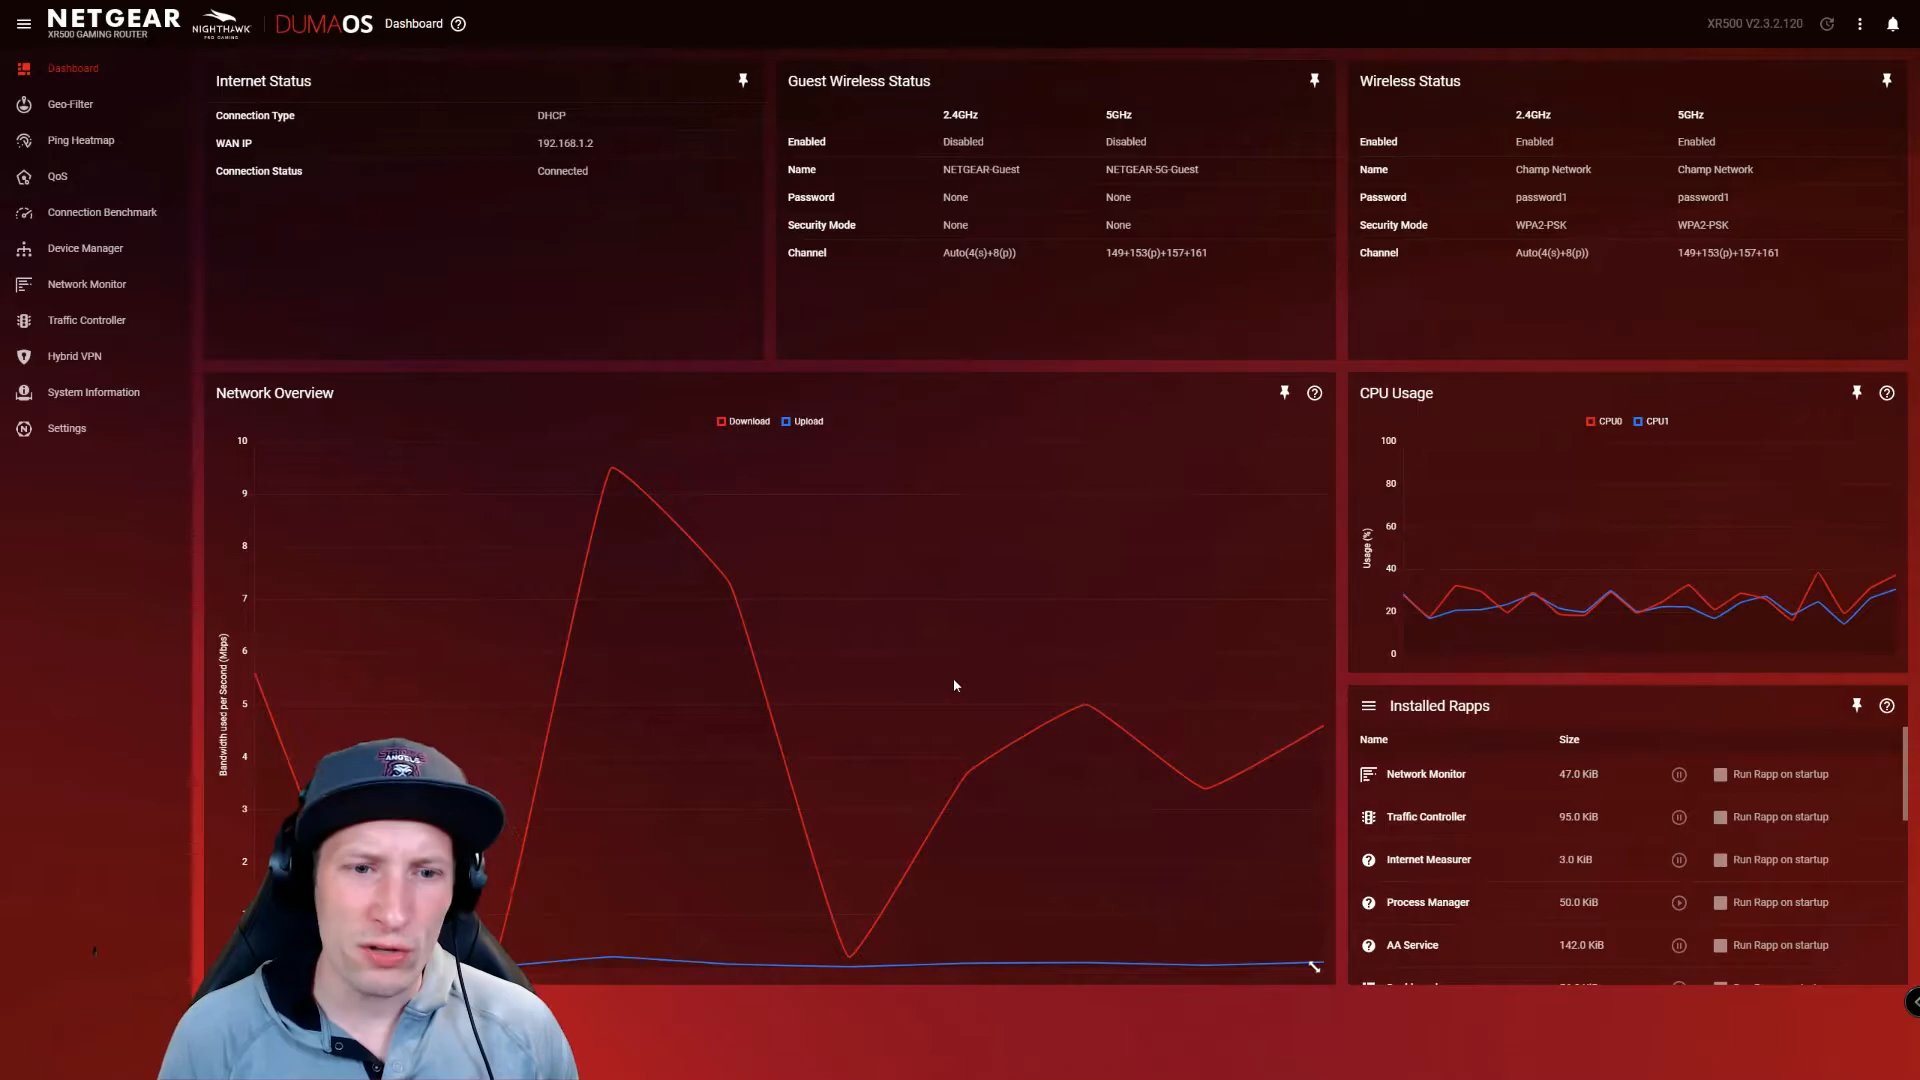 NETGEAR
XR500 GAMING ROUTER
NIGHTHAWK
PRO GAMING
DUMAOS
Dashboard
XR500 V2.3.2.120
Dashboard
Geo-Filter
Ping Heatmap
QoS
Connection Benchmark
Device Manager
Network Monitor
Traffic Controller
Hybrid VPN
System Information
Settings
Internet Status
Connection Type DHCP
WAN IP 192.168.1.2
Connection Status Connected
Guest Wireless Status
2.4GHz 5GHz
Enabled Disabled Disabled
Name NETGEAR-Guest NETGEAR-5G-Guest
Password None None
Security Mode None None
Channel Auto(4(s)+8(p)) 149+153(p)+157+161
Wireless Status
2.4GHz 5GHz
Enabled Enabled Enabled
Name Champ Network Champ Network
Password password1 password1
Security Mode WPA2-PSK WPA2-PSK
Channel Auto(4(s)+8(p)) 149+153(p)+157+161
Network Overview
Download Upload
10
9
8
7
6
5
4
3
2
Bandwidth used per Second (Mbps)
ANGELS
CPU Usage
CPU0 CPU1
100
80
60
40
20
0
Usage (%)
Installed Rapps
Name Size
Network Monitor 47.0 KiB Run Rapp on startup
Traffic Controller 95.0 KiB Run Rapp on startup
Internet Measurer 3.0 KiB Run Rapp on startup
Process Manager 50.0 KiB Run Rapp on startup
AA Service 142.0 KiB Run Rapp on startup